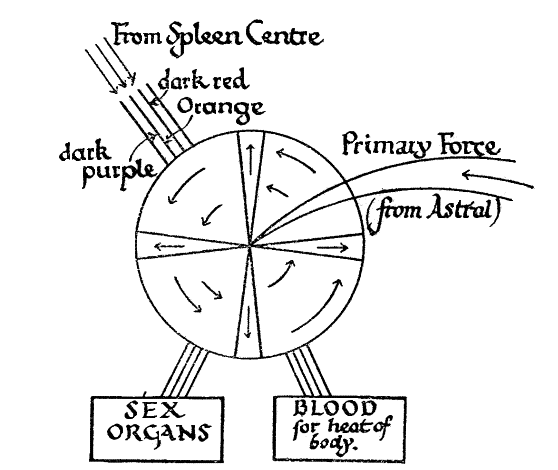 From Spleen Centre
dark red
Orange
dark
purple
Primary Force
(from Astral)
SEX
ORGANS
BLOOD
for heat of
body.